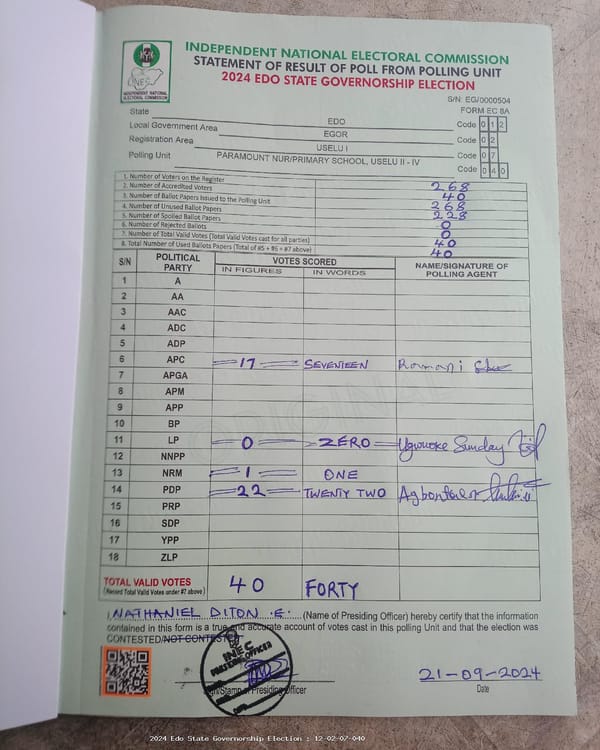 INDEPENDENT NATIONAL ELECTORAL COMMISSION
STATEMENT OF RESULT OF POLL FROM POLLING UNIT
2024 EDO STATE GOVERNORSHIP ELECTION
INEC
INDEPENDENT NATIONAL
ELECTORAL COMMISSION
S/N: EG/0000504
FORM EC 8A
State EDO Code 0 1 2
Local Government Area EGOR Code 0 2
Registration Area USELU I Code 0 7
Polling Unit PARAMOUNT NUR/PRIMARY SCHOOL, USELU II - IV Code 0 4 0
1. Number of Voters on the Register 268
2. Number of Accredited Voters 40
3. Number of Ballot Papers Issued to the Polling Unit 268
4. Number of Unused Ballot Papers 228
5. Number of Spoiled Ballot Papers 0
6. Number of Rejected Ballots 0
7. Number of Total Valid Votes (Total Valid Votes cast for all parties) 40
8. Total Number of Used Ballots Papers (Total of #5 + #6 + #7 above) 40
S/N POLITICAL PARTY VOTES SCORED NAME/SIGNATURE OF POLLING AGENT
IN FIGURES IN WORDS
1 A
2 AA
3 AAC
4 ADC
5 ADP
6 APC 17 SEVENTEEN
7 APGA
8 APM
9 APP
10 BP
11 LP 0 ZERO Ugwuoke Sunday
12 NNPP
13 NRM 1 ONE
14 PDP 22 TWENTY TWO
15 PRP
16 SDP
17 YPP
18 ZLP
ORIGINAL
TOTAL VALID VOTES 40 FORTY
(Record Total Valid Votes under #7 above)
I, NATHANIEL DITON .E. (Name of Presiding Officer) hereby certify that the information
contained in this form is a true and accurate account of votes cast in this polling Unit and that the election was
CONTESTED/NOT CONTESTED
INEC
PRESIDING OFFICER
POLL
21-09-2024
Sign/Stamp of Presiding Officer Date
2024 Edo State Governorship Election : 12-02-07-040